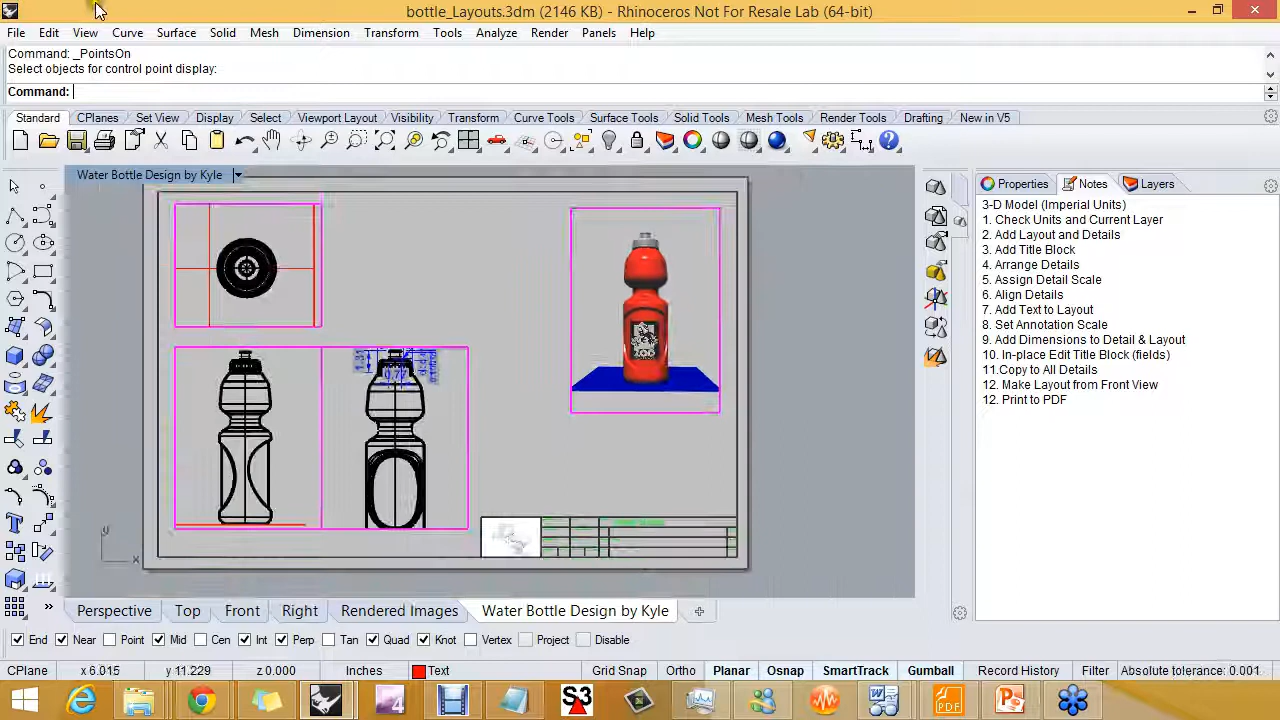 bottle_Layouts.3dm (2146 KB) - Rhinoceros Not For Resale Lab (64-bit)
File Edit View Curve Surface Solid Mesh Dimension Transform Tools Analyze Render Panels Help
Command: _PointsOn
Select objects for control point display:
Command:
Standard CPlanes Set View Display Select Viewport Layout Visibility Transform Curve Tools Surface Tools Solid Tools Mesh Tools Render Tools Drafting New in V5
Water Bottle Design by Kyle
Properties Notes Layers
3-D Model (Imperial Units)
1. Check Units and Current Layer
2. Add Layout and Details
3. Add Title Block
4. Arrange Details
5. Assign Detail Scale
6. Align Details
7. Add Text to Layout
8. Set Annotation Scale
9. Add Dimensions to Detail & Layout
10. In-place Edit Title Block (fields)
11.Copy to All Details
12. Make Layout from Front View
12. Print to PDF
1.31
0.77
y
x
Perspective Top Front Right Rendered Images Water Bottle Design by Kyle
End Near Point Mid Cen Int Perp Tan Quad Knot Vertex Project Disable
CPlane x 6.015 y 11.229 z 0.000 Inches Text Grid Snap Ortho Planar Osnap SmartTrack Gumball Record History Filter Absolute tolerance: 0.001
4 S3 PDF